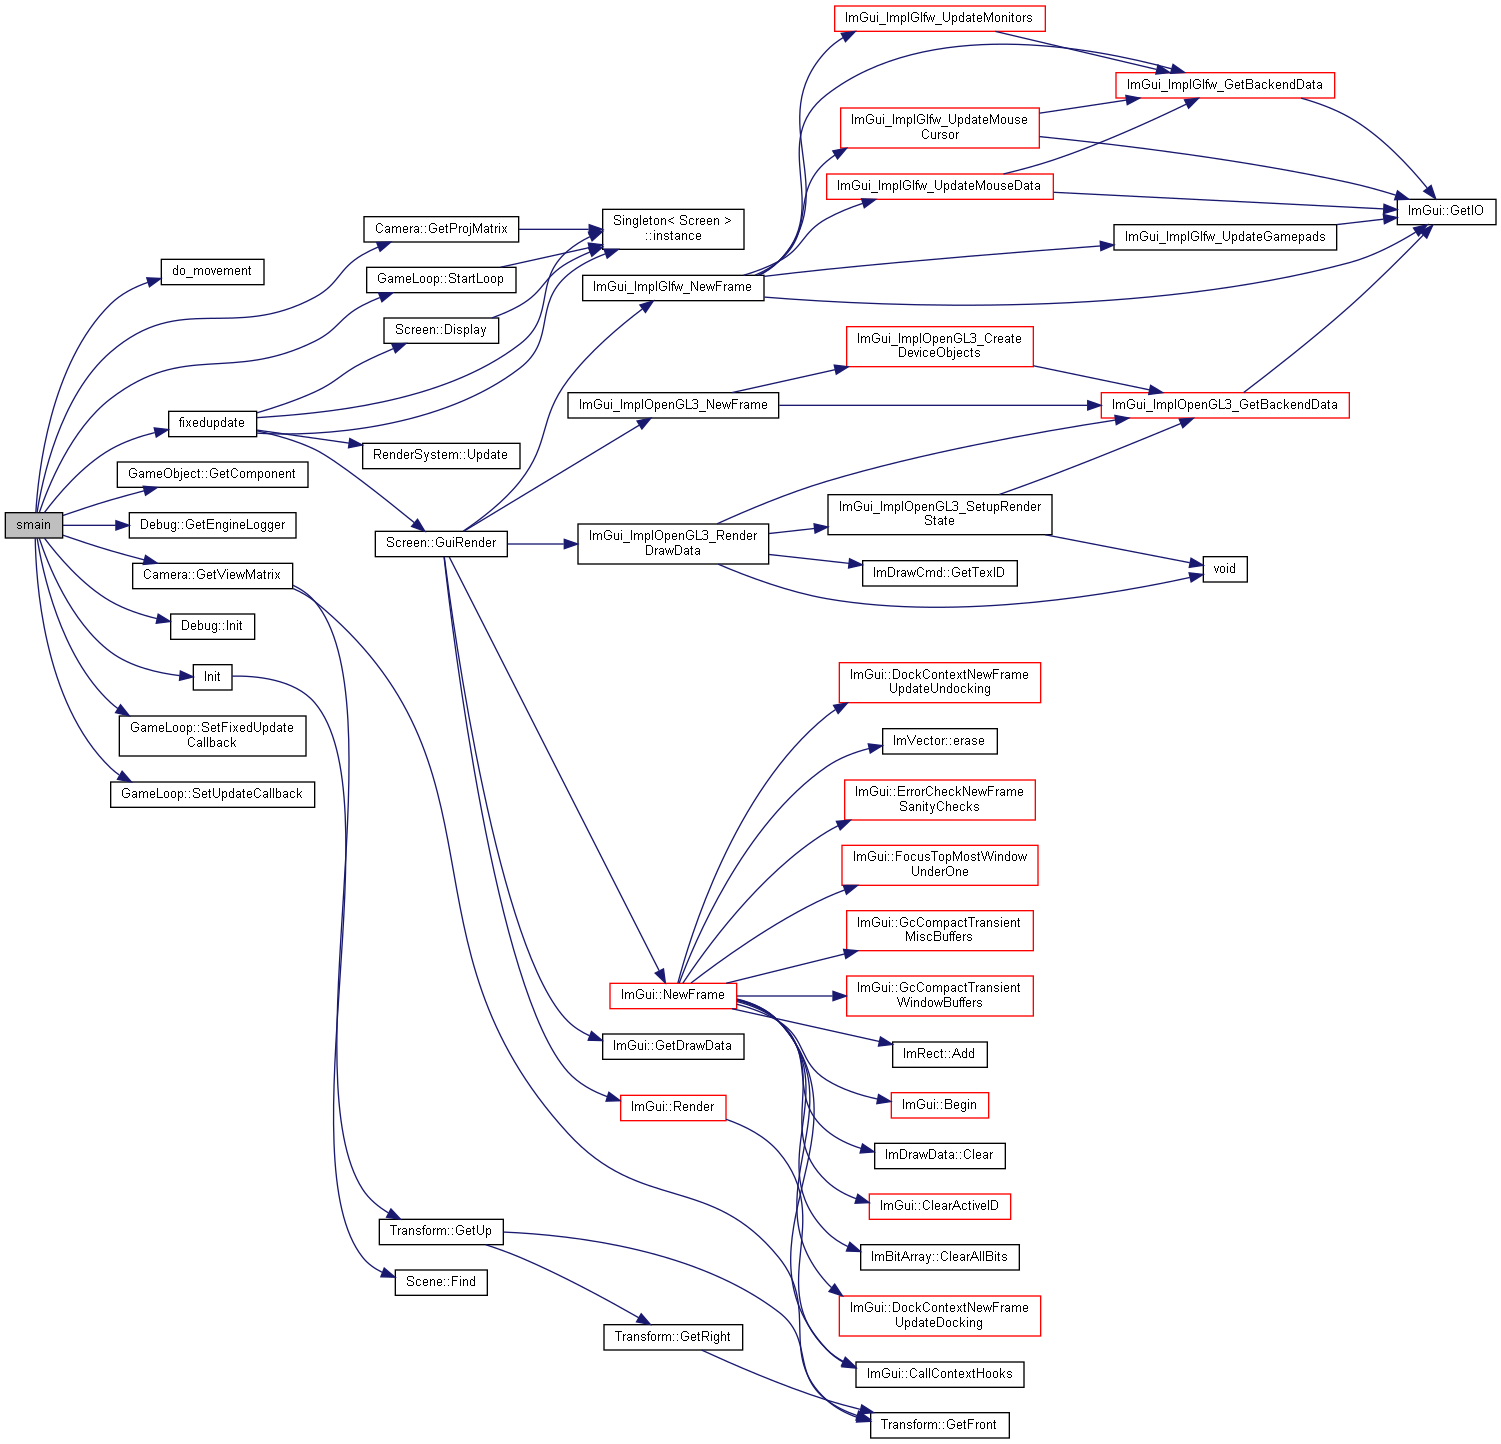 smain
do_movement
Camera::GetProjMatrix
GameLoop::StartLoop
Screen::Display
fixedupdate
RenderSystem::Update
GameObject::GetComponent
Debug::GetEngineLogger
Camera::GetViewMatrix
Debug::Init
Init
GameLoop::SetFixedUpdate
Callback
GameLoop::SetUpdateCallback
Singleton< Screen >
::instance
Screen::GuiRender
Transform::GetUp
Scene::Find
ImGui_ImplGlfw_NewFrame
ImGui_ImplOpenGL3_NewFrame
ImGui_ImplOpenGL3_Render
DrawData
ImGui::NewFrame
ImGui::GetDrawData
ImGui::Render
Transform::GetRight
ImGui_ImplGlfw_UpdateMonitors
ImGui_ImplGlfw_UpdateMouse
Cursor
ImGui_ImplGlfw_UpdateMouseData
ImGui_ImplOpenGL3_Create
DeviceObjects
ImGui_ImplOpenGL3_SetupRender
State
ImDrawCmd::GetTexID
ImGui::DockContextNewFrame
UpdateUndocking
ImVector::erase
ImGui::ErrorCheckNewFrame
SanityChecks
ImGui::FocusTopMostWindow
UnderOne
ImGui::GcCompactTransient
MiscBuffers
ImGui::GcCompactTransient
WindowBuffers
ImRect::Add
ImGui::Begin
ImDrawData::Clear
ImGui::ClearActiveID
ImBitArray::ClearAllBits
ImGui::DockContextNewFrame
UpdateDocking
ImGui::CallContextHooks
Transform::GetFront
ImGui_ImplGlfw_GetBackendData
ImGui_ImplGlfw_UpdateGamepads
ImGui_ImplOpenGL3_GetBackendData
void
ImGui::GetIO